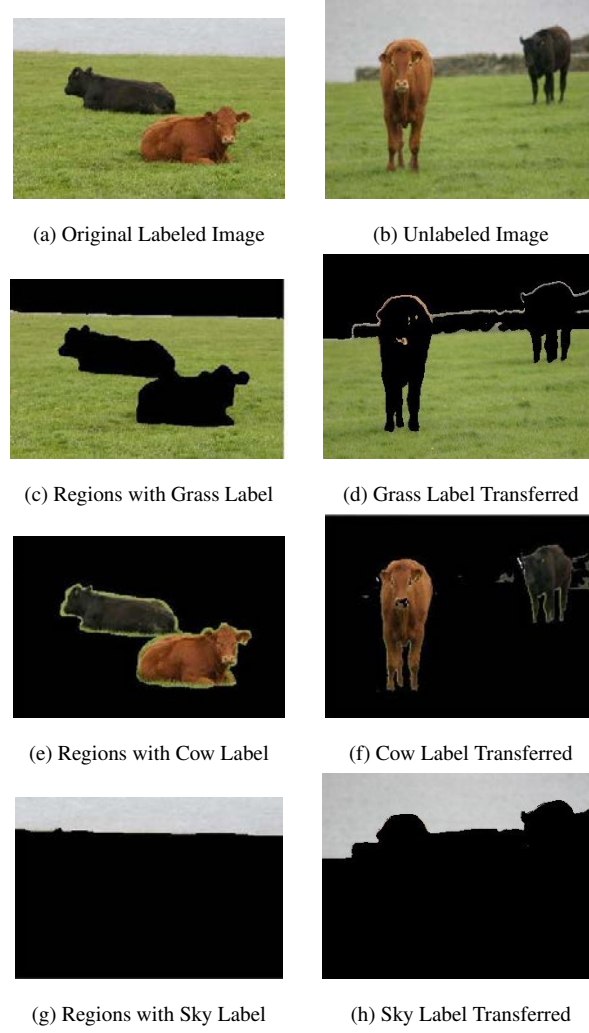 (a) Original Labeled Image
(b) Unlabeled Image
(c) Regions with Grass Label
(d) Grass Label Transferred
(e) Regions with Cow Label
(f) Cow Label Transferred
(g) Regions with Sky Label
(h) Sky Label Transferred